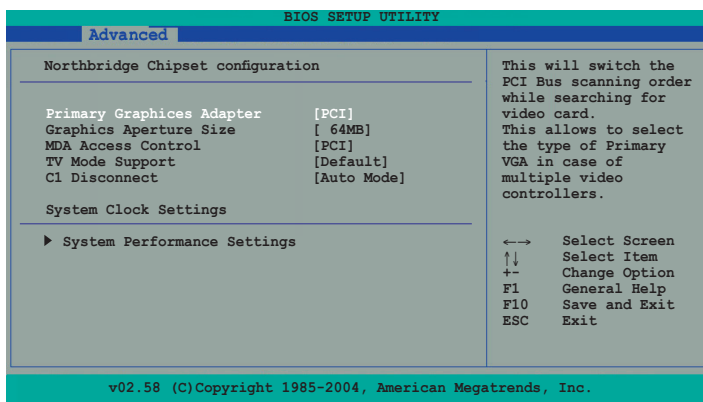 BIOS SETUP UTILITY
Advanced
Northbridge Chipset configuration
Primary Graphices Adapter [PCI]
Graphics Aperture Size [ 64MB]
MDA Access Control [PCI]
TV Mode Support [Default]
C1 Disconnect [Auto Mode]
System Clock Settings
▶ System Performance Settings
This will switch the
PCI Bus scanning order
while searching for
video card.
This allows to select
the type of Primary
VGA in case of
multiple video
controllers.
←→ Select Screen
↑↓ Select Item
+- Change Option
F1 General Help
F10 Save and Exit
ESC Exit
v02.58 (C)Copyright 1985-2004, American Megatrends, Inc.